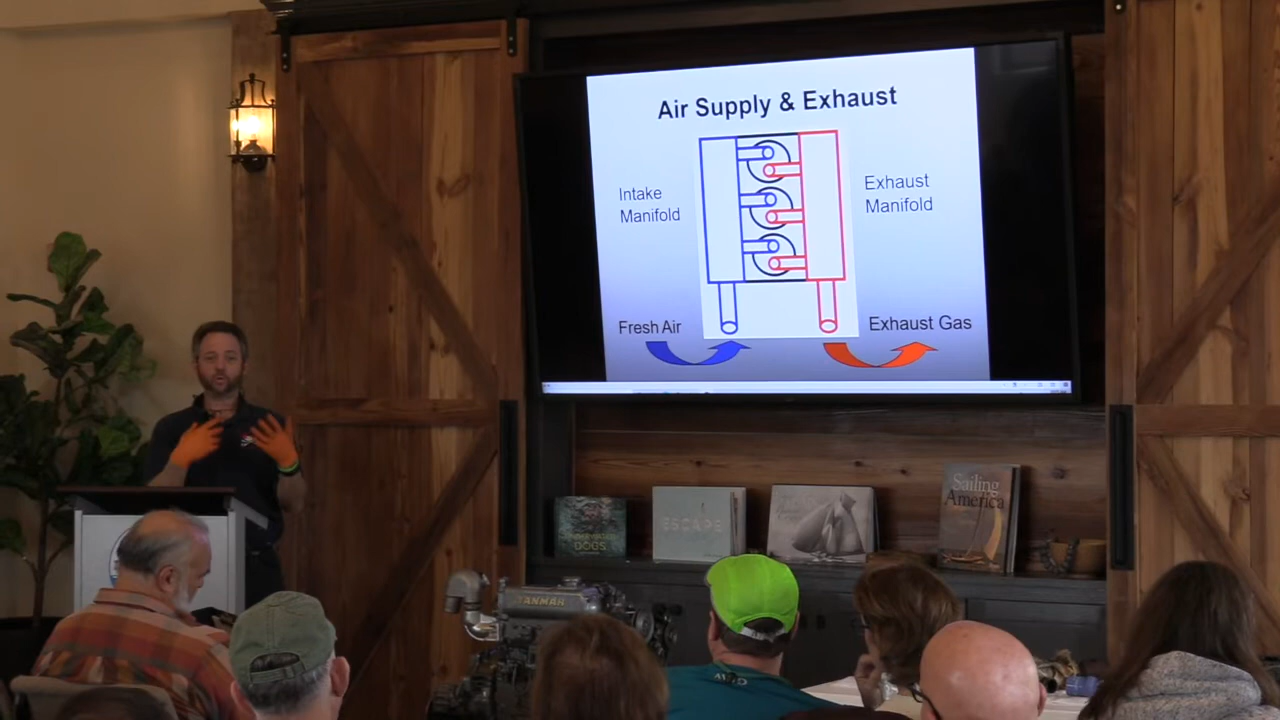 Air Supply & Exhaust
Intake
Manifold
Exhaust
Manifold
Fresh Air
Exhaust Gas
ESCAPE
Sailing
America
YANMAR